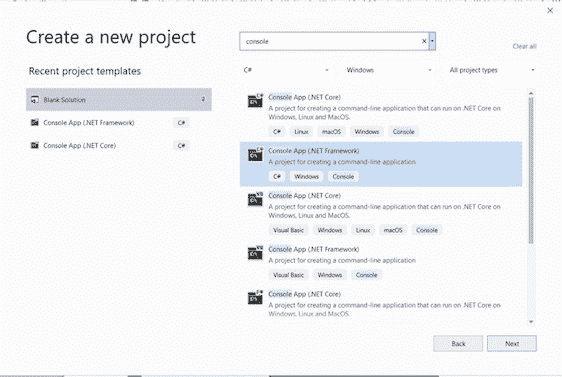 Create a new project
console
Clear all
Recent project templates
C#
Windows
All project types
Blank Solution
Console App (.NET Framework)
C#
Console App (.NET Core)
C#
Console App (.NET Core)
A project for creating a command-line application that can run on .NET Core on
Windows, Linux and MacOS.
C# Linux macOS Windows Console
Console App (.NET Framework)
A project for creating a command-line application
C# Windows Console
Console App (.NET Core)
A project for creating a command-line application that can run on .NET Core on
Windows, Linux and MacOS.
Visual Basic Windows Linux macOS Console
Console App (.NET Framework)
A project for creating a command-line application
Visual Basic Windows Console
Console App (.NET Core)
A project for creating a command-line application that can run on .NET Core on
Windows, Linux and MacOS.
Back
Next